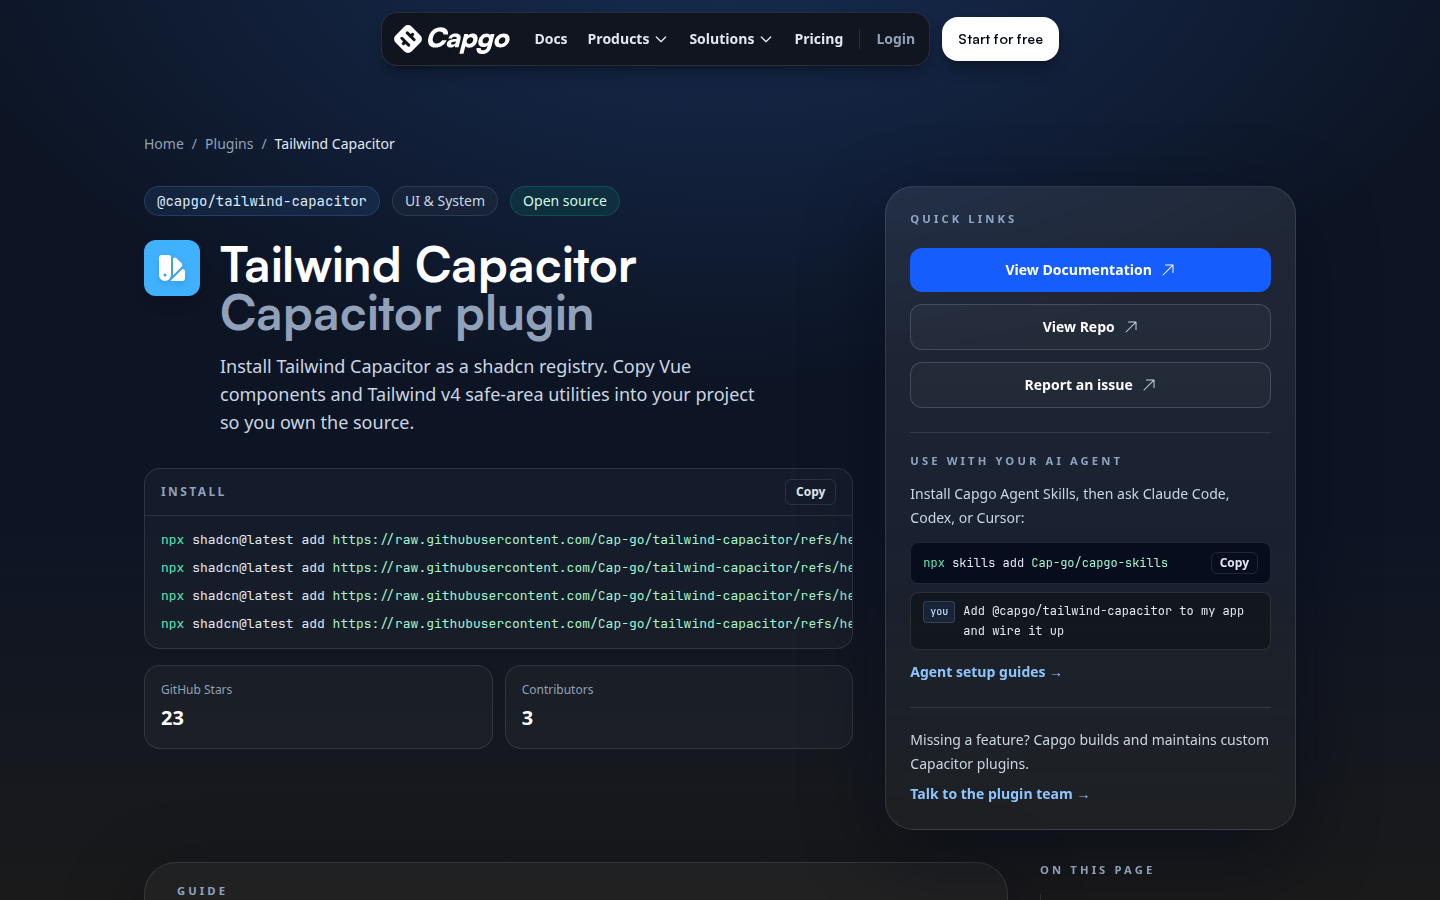 Capgo
Docs
Products
Solutions
Pricing
Login
Start for free
Home / Plugins / Tailwind Capacitor
@capgo/tailwind-capacitor
UI & System
Open source
Tailwind Capacitor
Capacitor plugin
Install Tailwind Capacitor as a shadcn registry. Copy Vue
components and Tailwind v4 safe-area utilities into your project
so you own the source.
INSTALL
Copy
npx shadcn@latest add https://raw.githubusercontent.com/Cap-go/tailwind-capacitor/refs/he
npx shadcn@latest add https://raw.githubusercontent.com/Cap-go/tailwind-capacitor/refs/he
npx shadcn@latest add https://raw.githubusercontent.com/Cap-go/tailwind-capacitor/refs/he
npx shadcn@latest add https://raw.githubusercontent.com/Cap-go/tailwind-capacitor/refs/he
GitHub Stars
23
Contributors
3
QUICK LINKS
View Documentation
View Repo
Report an issue
USE WITH YOUR AI AGENT
Install Capgo Agent Skills, then ask Claude Code,
Codex, or Cursor:
npx skills add Cap-go/capgo-skills
Copy
you
Add @capgo/tailwind-capacitor to my app
and wire it up
Agent setup guides →
Missing a feature? Capgo builds and maintains custom
Capacitor plugins.
Talk to the plugin team →
GUIDE
ON THIS PAGE